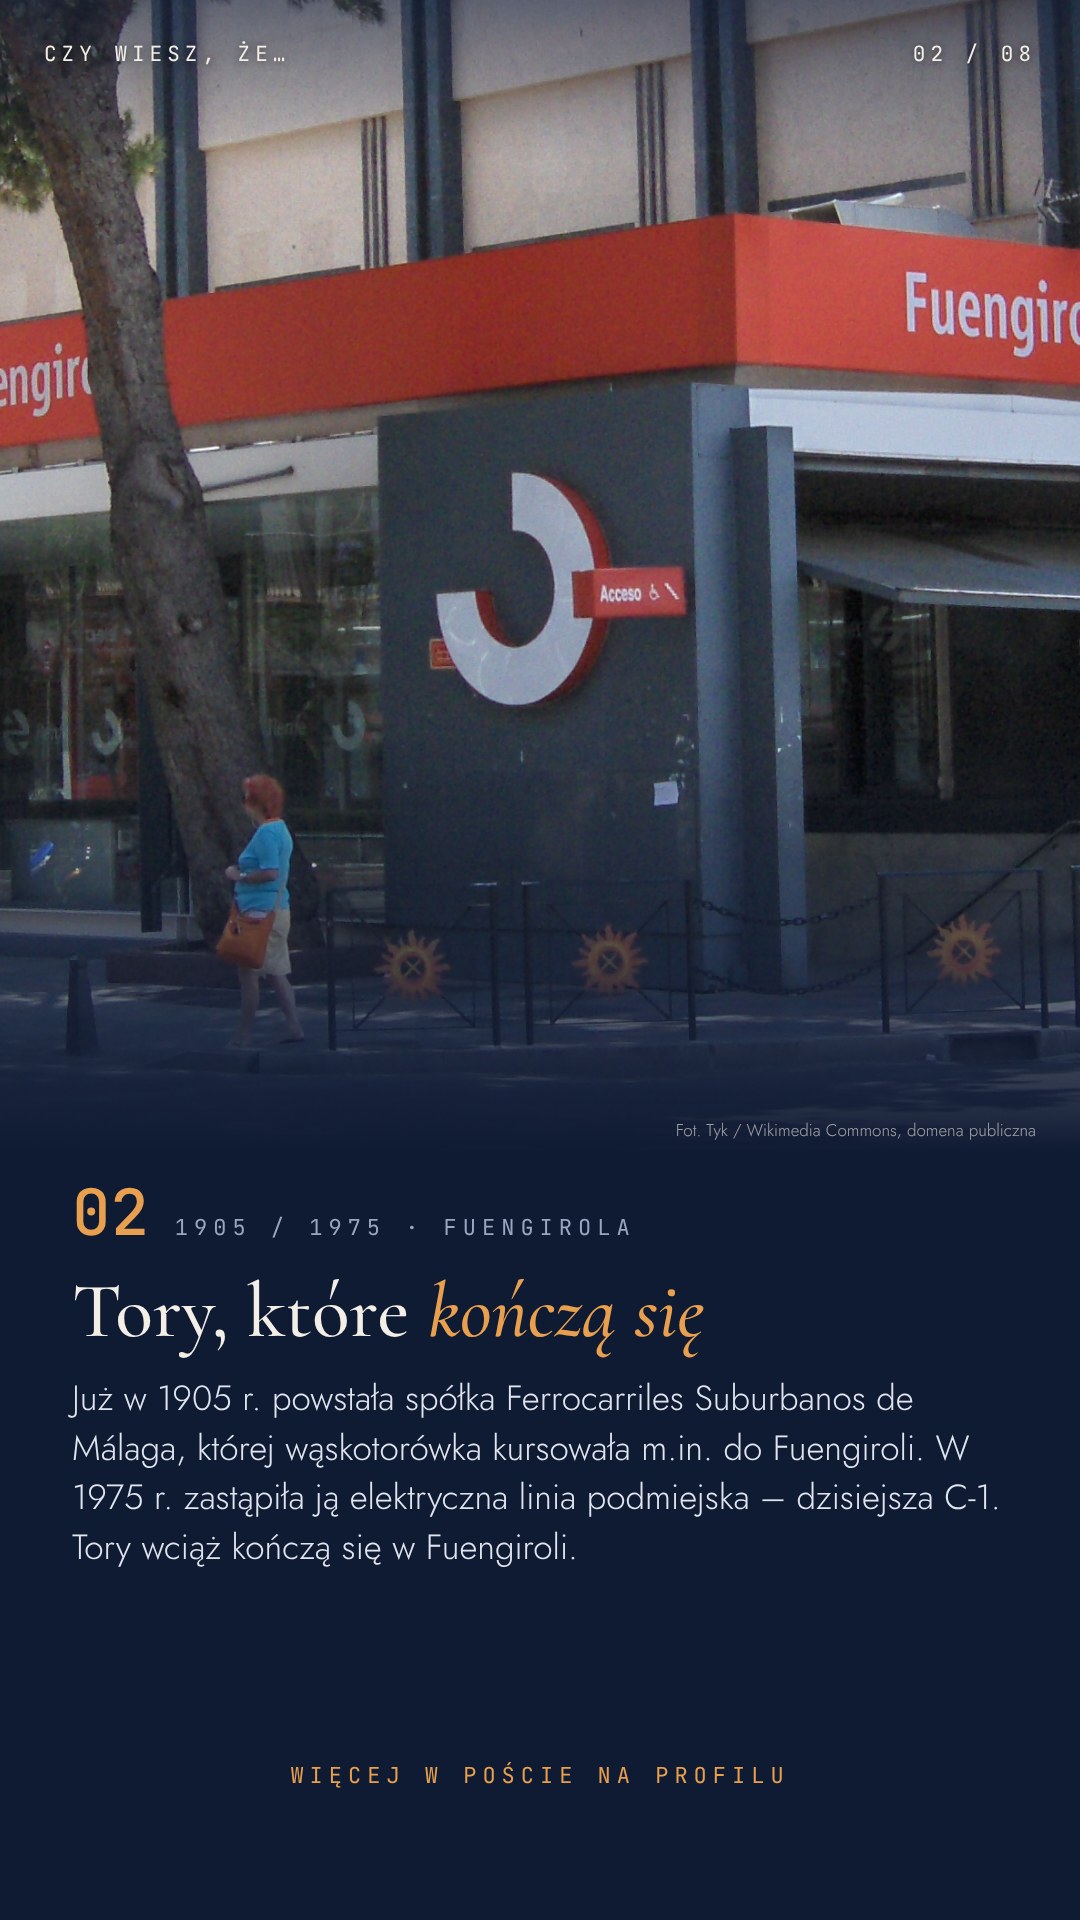 CZY WIESZ, ŻE…
02 / 08
Fuengiro
engiro
Acceso
Fot. Tyk / Wikimedia Commons, domena publiczna
02 1905 / 1975 · FUENGIROLA
Tory, które kończą się
Już w 1905 r. powstała spółka Ferrocarriles Suburbanos de
Málaga, której wąskotorówka kursowała m.in. do Fuengiroli. W
1975 r. zastąpiła ją elektryczna linia podmiejska – dzisiejsza C-1.
Tory wciąż kończą się w Fuengiroli.
WIĘCEJ W POŚCIE NA PROFILU